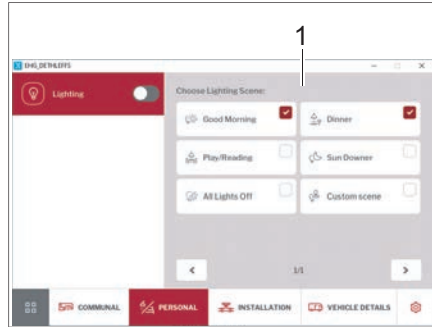 1
EHG_DETHLEFFS
Lighting
Choose Lighting Scene:
Good Morning
Dinner
Play/Reading
Sun Downer
All Lights Off
Custom scene
1/1
COMMUNAL
PERSONAL
INSTALLATION
VEHICLE DETAILS